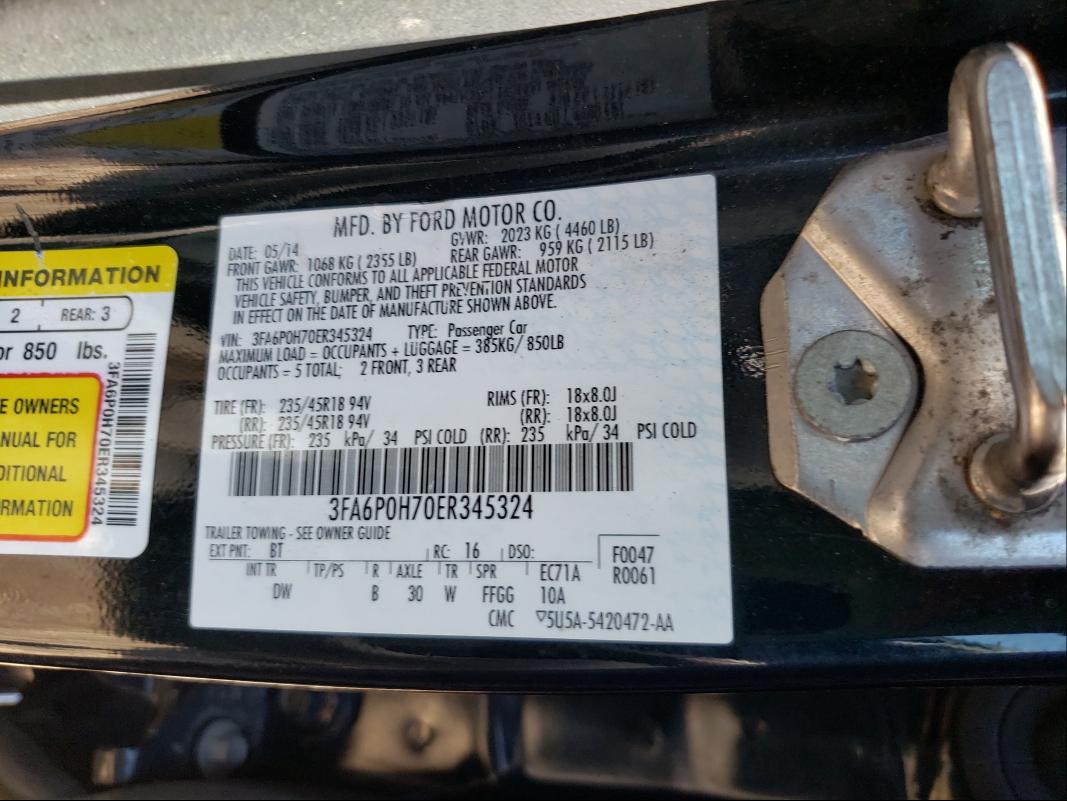 MFD. BY FORD MOTOR CO.
DATE: 05/14 GVWR: 2023 KG ( 4460 LB)
FRONT GAWR: 1068 KG ( 2355 LB) REAR GAWR: 959 KG ( 2115 LB)
THIS VEHICLE CONFORMS TO ALL APPLICABLE FEDERAL MOTOR
VEHICLE SAFETY, BUMPER, AND THEFT PREVENTION STANDARDS
IN EFFECT ON THE DATE OF MANUFACTURE SHOWN ABOVE.
VIN: 3FA6P0H70ER345324 TYPE: Passenger Car
MAXIMUM LOAD = OCCUPANTS + LUGGAGE = 385KG/ 850LB
OCCUPANTS = 5 TOTAL; 2 FRONT, 3 REAR
TIRE (FR): 235/45R18 94V RIMS (FR): 18x8.0J
(RR): 235/45R18 94V (RR): 18x8.0J
PRESSURE (FR): 235 kPa/ 34 PSI COLD (RR): 235 kPa/ 34 PSI COLD
3FA6P0H70ER345324
TRAILER TOWING - SEE OWNER GUIDE
EXT PNT: BT RC: 16 DSO: F0047
INT TR TP/PS R AXLE TR SPR EC71A R0061
DW B 30 W FFGG 10A
CMC 5U5A-5420472-AA
INFORMATION
2 REAR: 3
or 850 lbs.
E OWNERS
ANUAL FOR
DITIONAL
ORMATION
3FA6P0H70ER345324